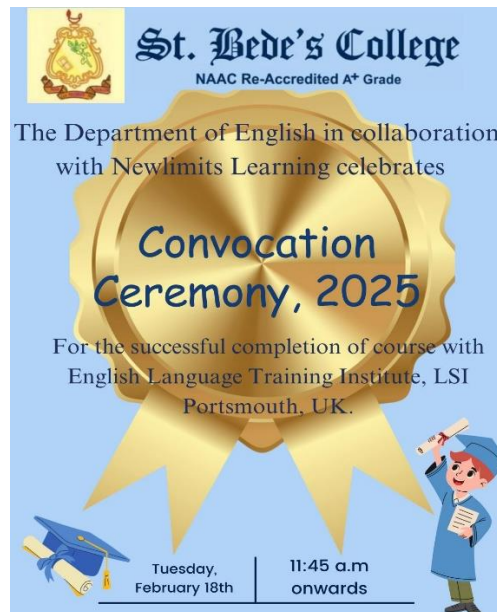 St. Bede's College
NAAC Re-Accredited A+ Grade
The Department of English in collaboration
with Newlimits Learning celebrates
Convocation
Ceremony, 2025
For the successful completion of course with
English Language Training Institute, LSI
Portsmouth, UK.
Tuesday,
February 18th
11:45 a.m
onwards